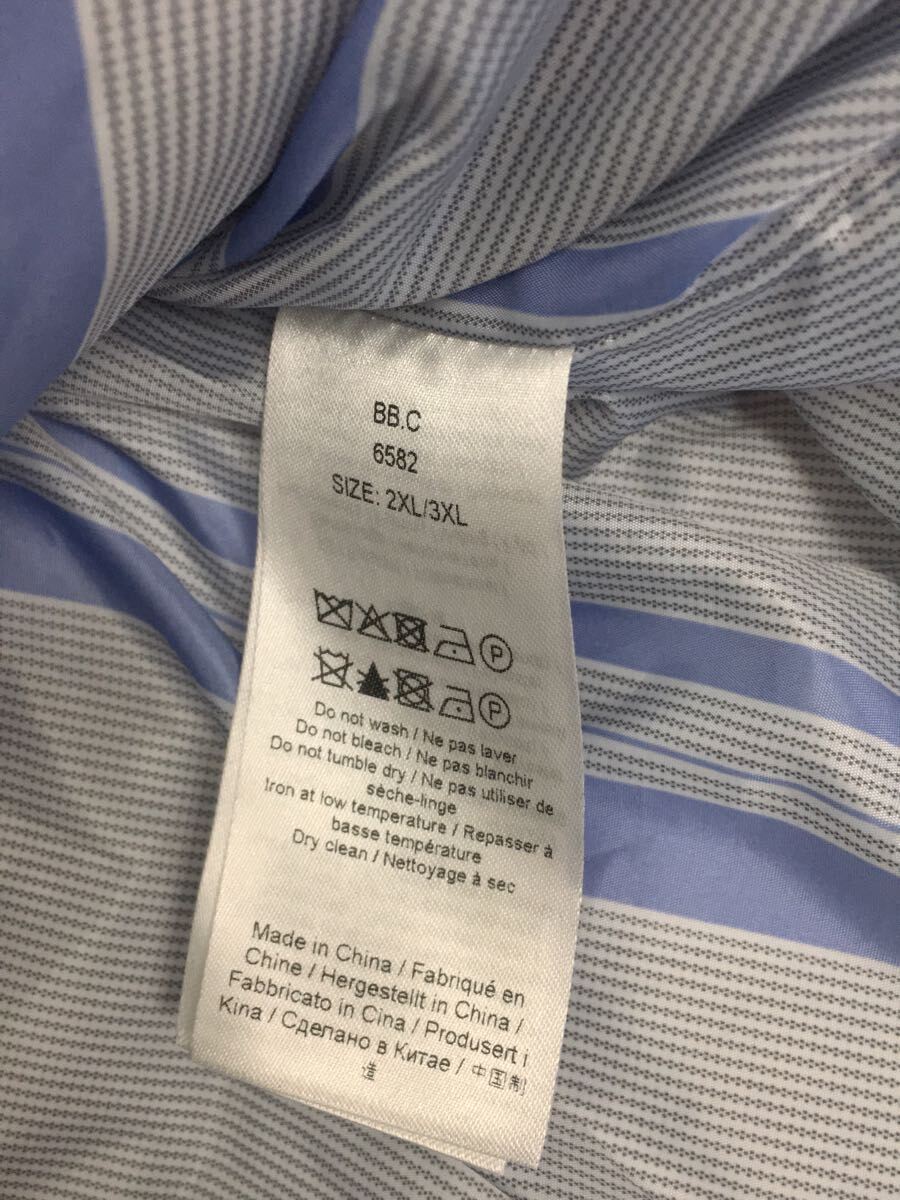 BB.C
6582
SIZE: 2XL/3XL
P
P
Do not wash / Ne pas laver
Do not bleach / Ne pas blanchir
Do not tumble dry / Ne pas utiliser de
sèche-linge
Iron at low temperature / Repasser à
basse température
Dry clean / Nettoyage à sec
Made in China / Fabriqué en
Chine / Hergestellt in China /
Fabbricato in Cina / Produsert i
Kina / Сделано в Китае / 中国制
造